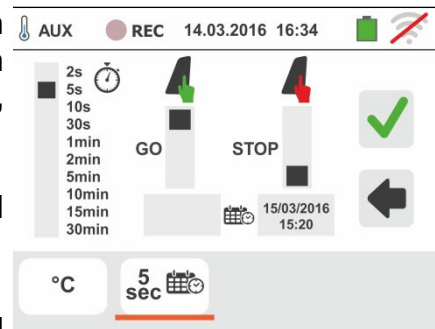 AUX REC 14.03.2016 16:34
2s
5s
10s
30s
1min
2min
5min
10min
15min
30min
GO
STOP
15/03/2016
15:20
°C
5
sec